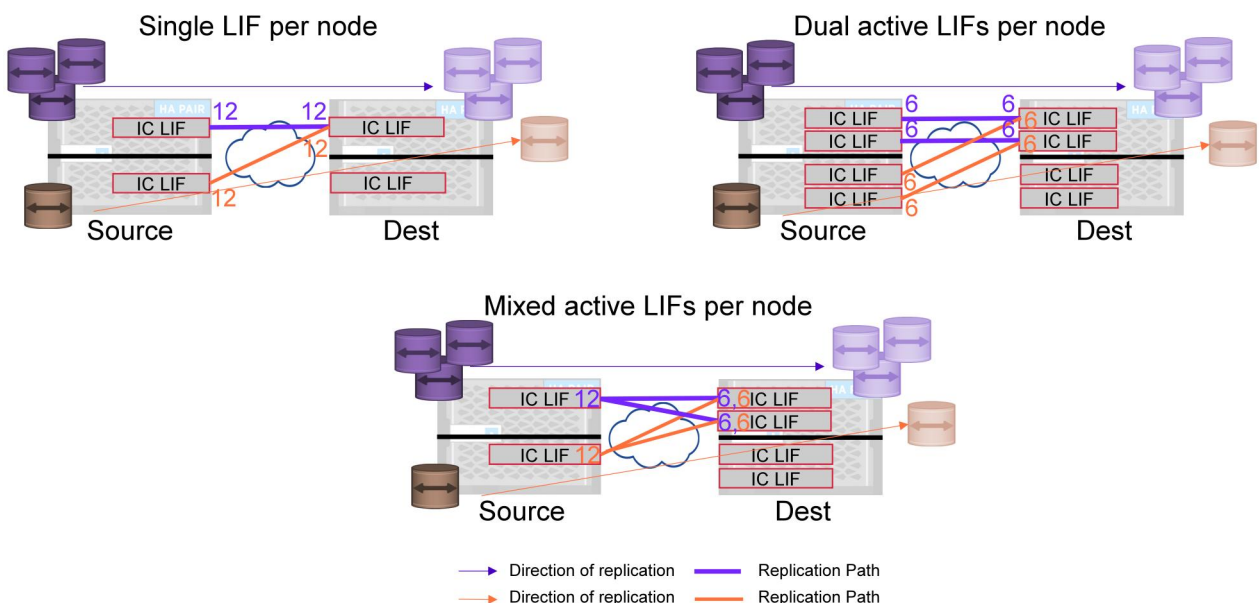 Single LIF per node
HA PAIR
12 12
IC LIF IC LIF
12
IC LIF IC LIF
12
Source Dest
Dual active LIFs per node
6 6
IC LIF 6 6 6 IC LIF
IC LIF 6 IC LIF
IC LIF 6 IC LIF
IC LIF 6 IC LIF
Source Dest
Mixed active LIFs per node
IC LIF 12 6,6 IC LIF
6,6 IC LIF
IC LIF 12 IC LIF
IC LIF
Source Dest
Direction of replication Replication Path
Direction of replication Replication Path